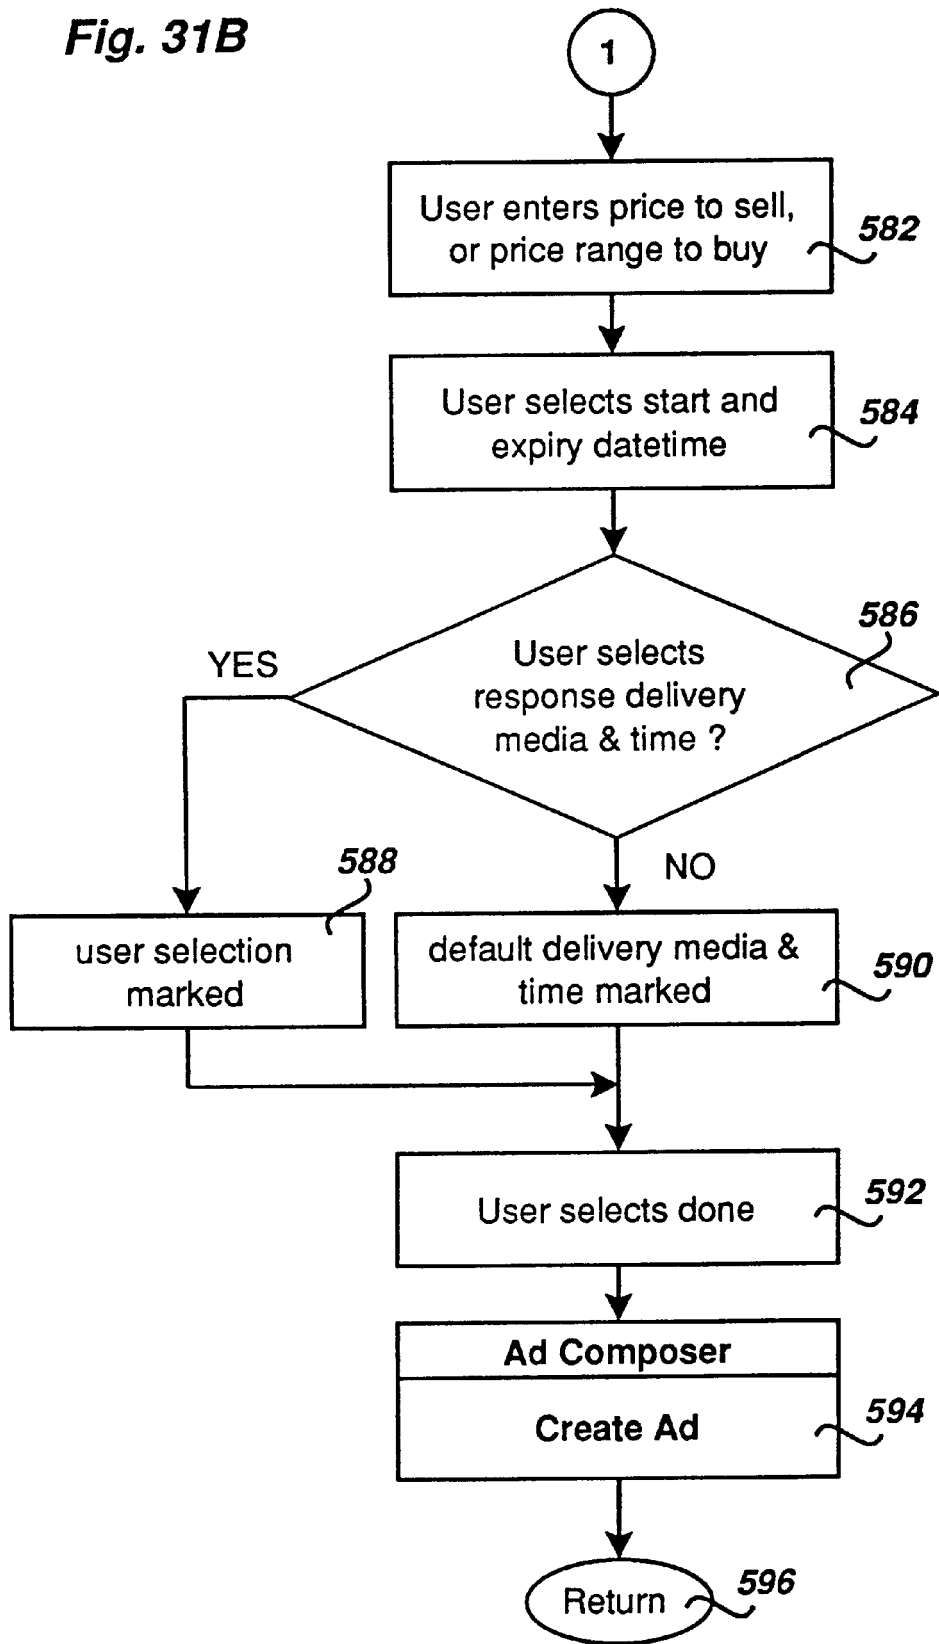 Fig. 31B
1
User enters price to sell,
or price range to buy
582
User selects start and
expiry datetime
584
586
User selects
response delivery
media & time ?
YES
NO
588
user selection
marked
default delivery media &
time marked
590
User selects done
592
Ad Composer
Create Ad
594
Return
596